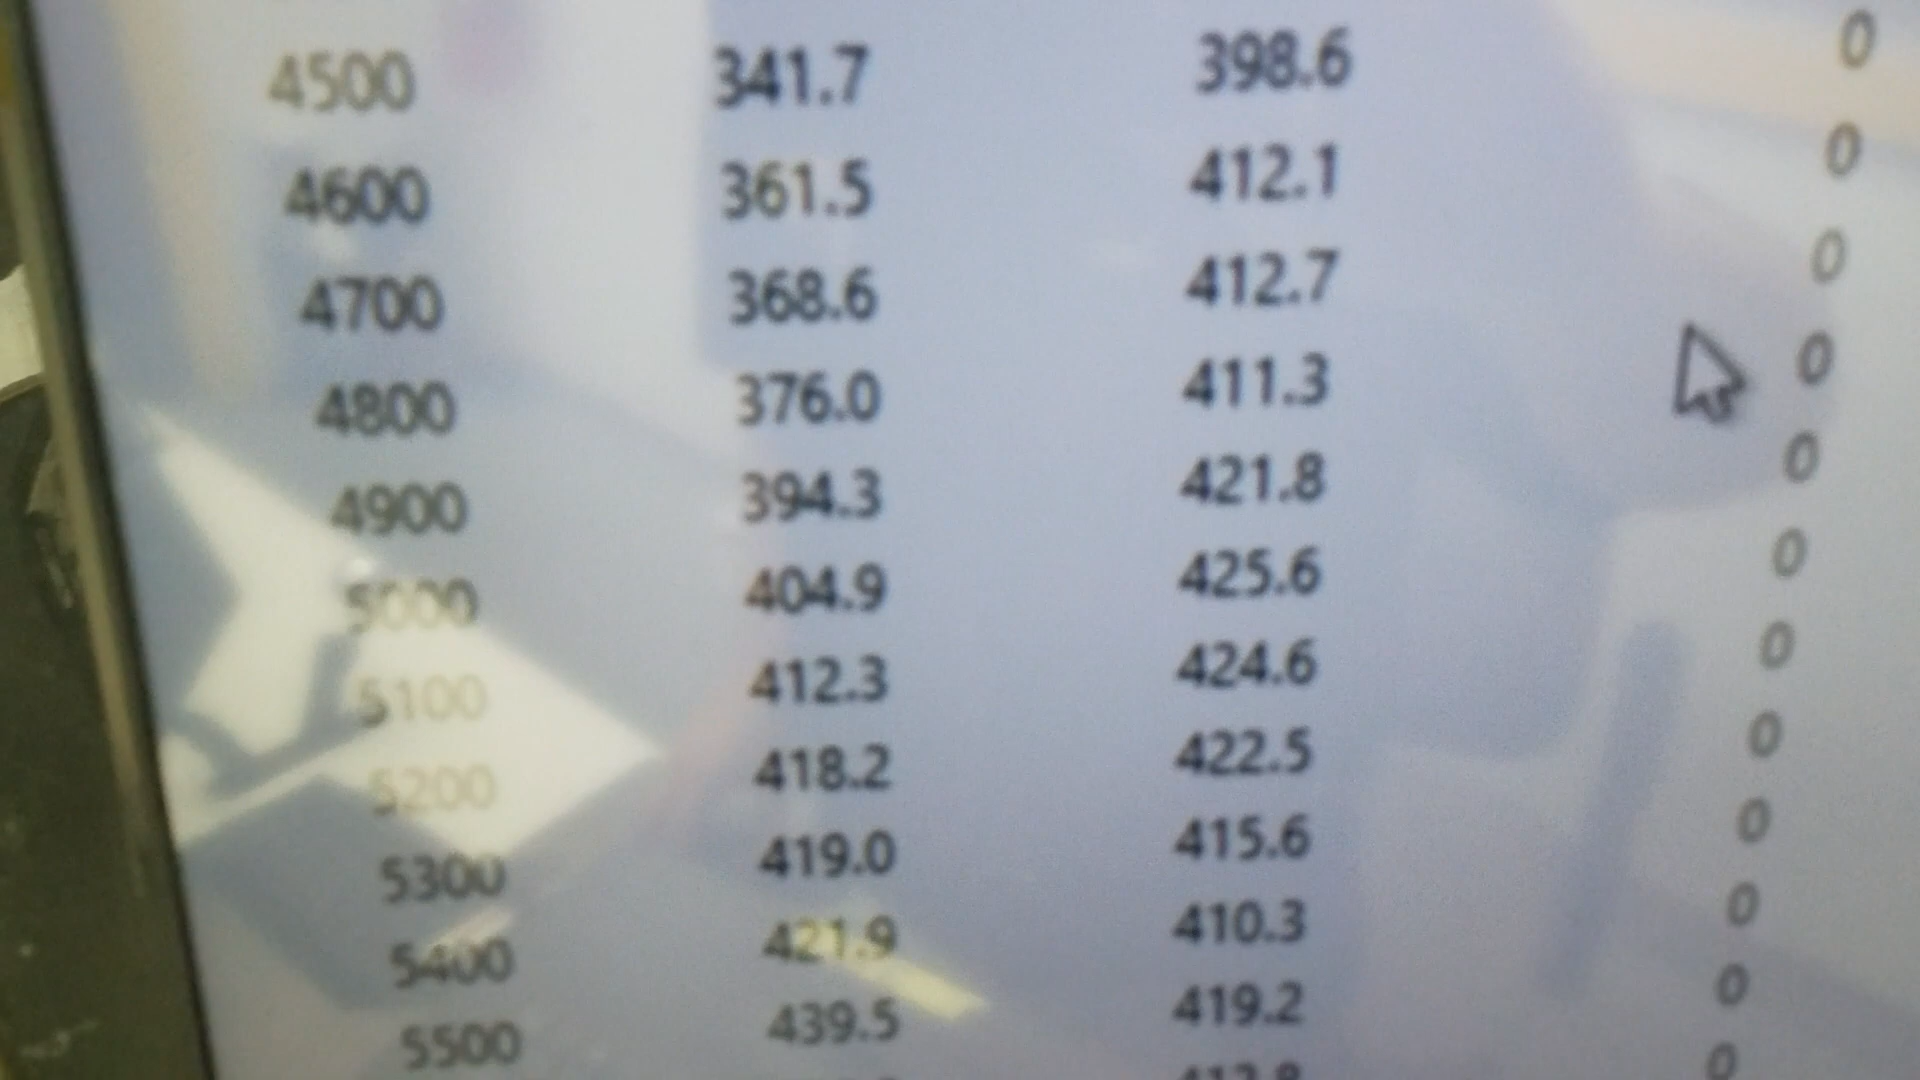 4500 341.7 398.6 0
4600 361.5 412.1 0
4700 368.6 412.7 0
4800 376.0 411.3 0
4900 394.3 421.8 0
5000 404.9 425.6 0
5100 412.3 424.6 0
5200 418.2 422.5 0
5300 419.0 415.6 0
5400 421.9 410.3 0
5500 439.5 419.2 0
412.8 0